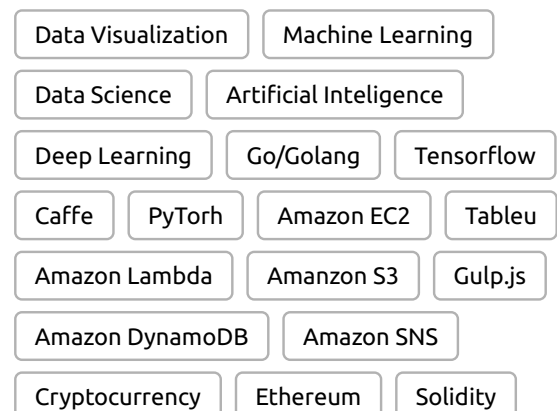 Data Visualization Machine Learning
Data Science Artificial Inteligence
Deep Learning Go/Golang Tensorflow
Caffe PyTorh Amazon EC2 Tableu
Amazon Lambda Amanzon S3 Gulp.js
Amazon DynamoDB Amazon SNS
Cryptocurrency Ethereum Solidity